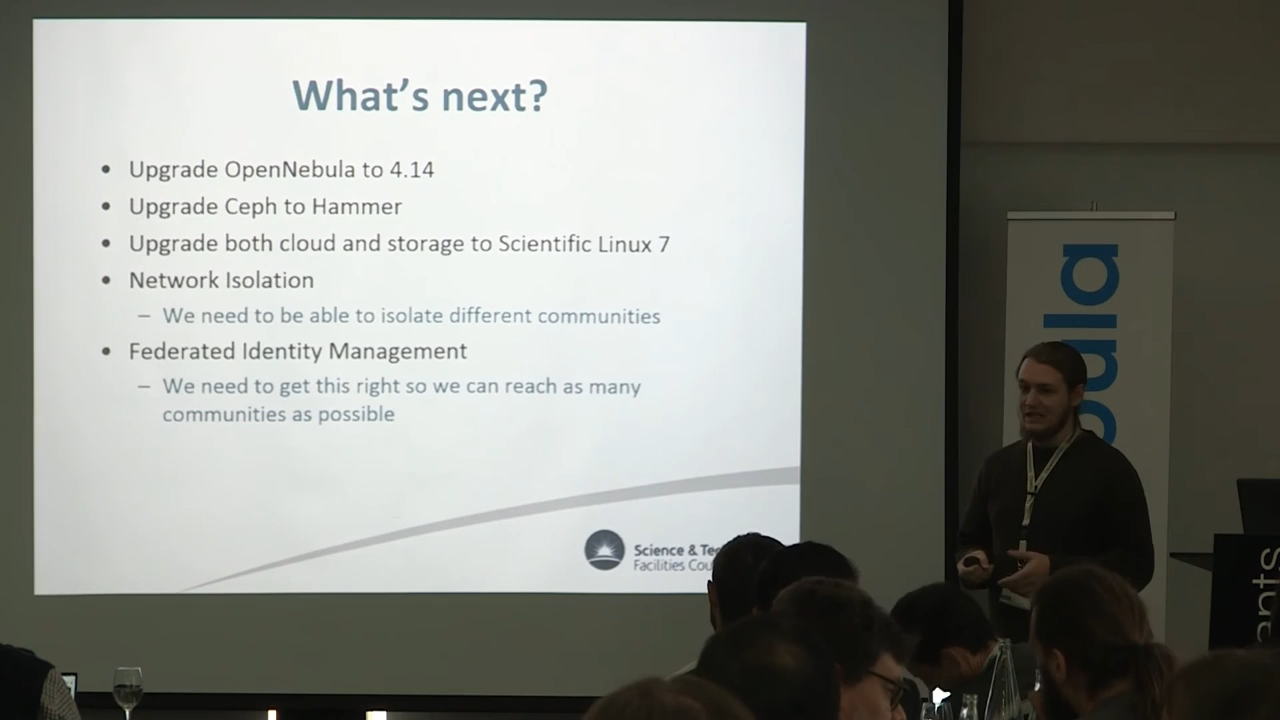 What's next?
• Upgrade OpenNebula to 4.14
• Upgrade Ceph to Hammer
• Upgrade both cloud and storage to Scientific Linux 7
• Network Isolation
– We need to be able to isolate different communities
• Federated Identity Management
– We need to get this right so we can reach as many
communities as possible
Science &
Facilities